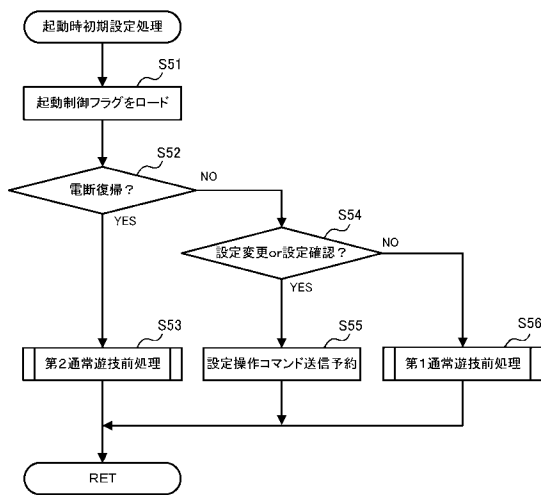 起動時初期設定処理
S51
起動制御フラグをロード
S52
電断復帰?
NO
YES
S54
設定変更or設定確認?
NO
YES
S53
第2通常遊技前処理
S55
設定操作コマンド送信予約
S56
第1通常遊技前処理
RET